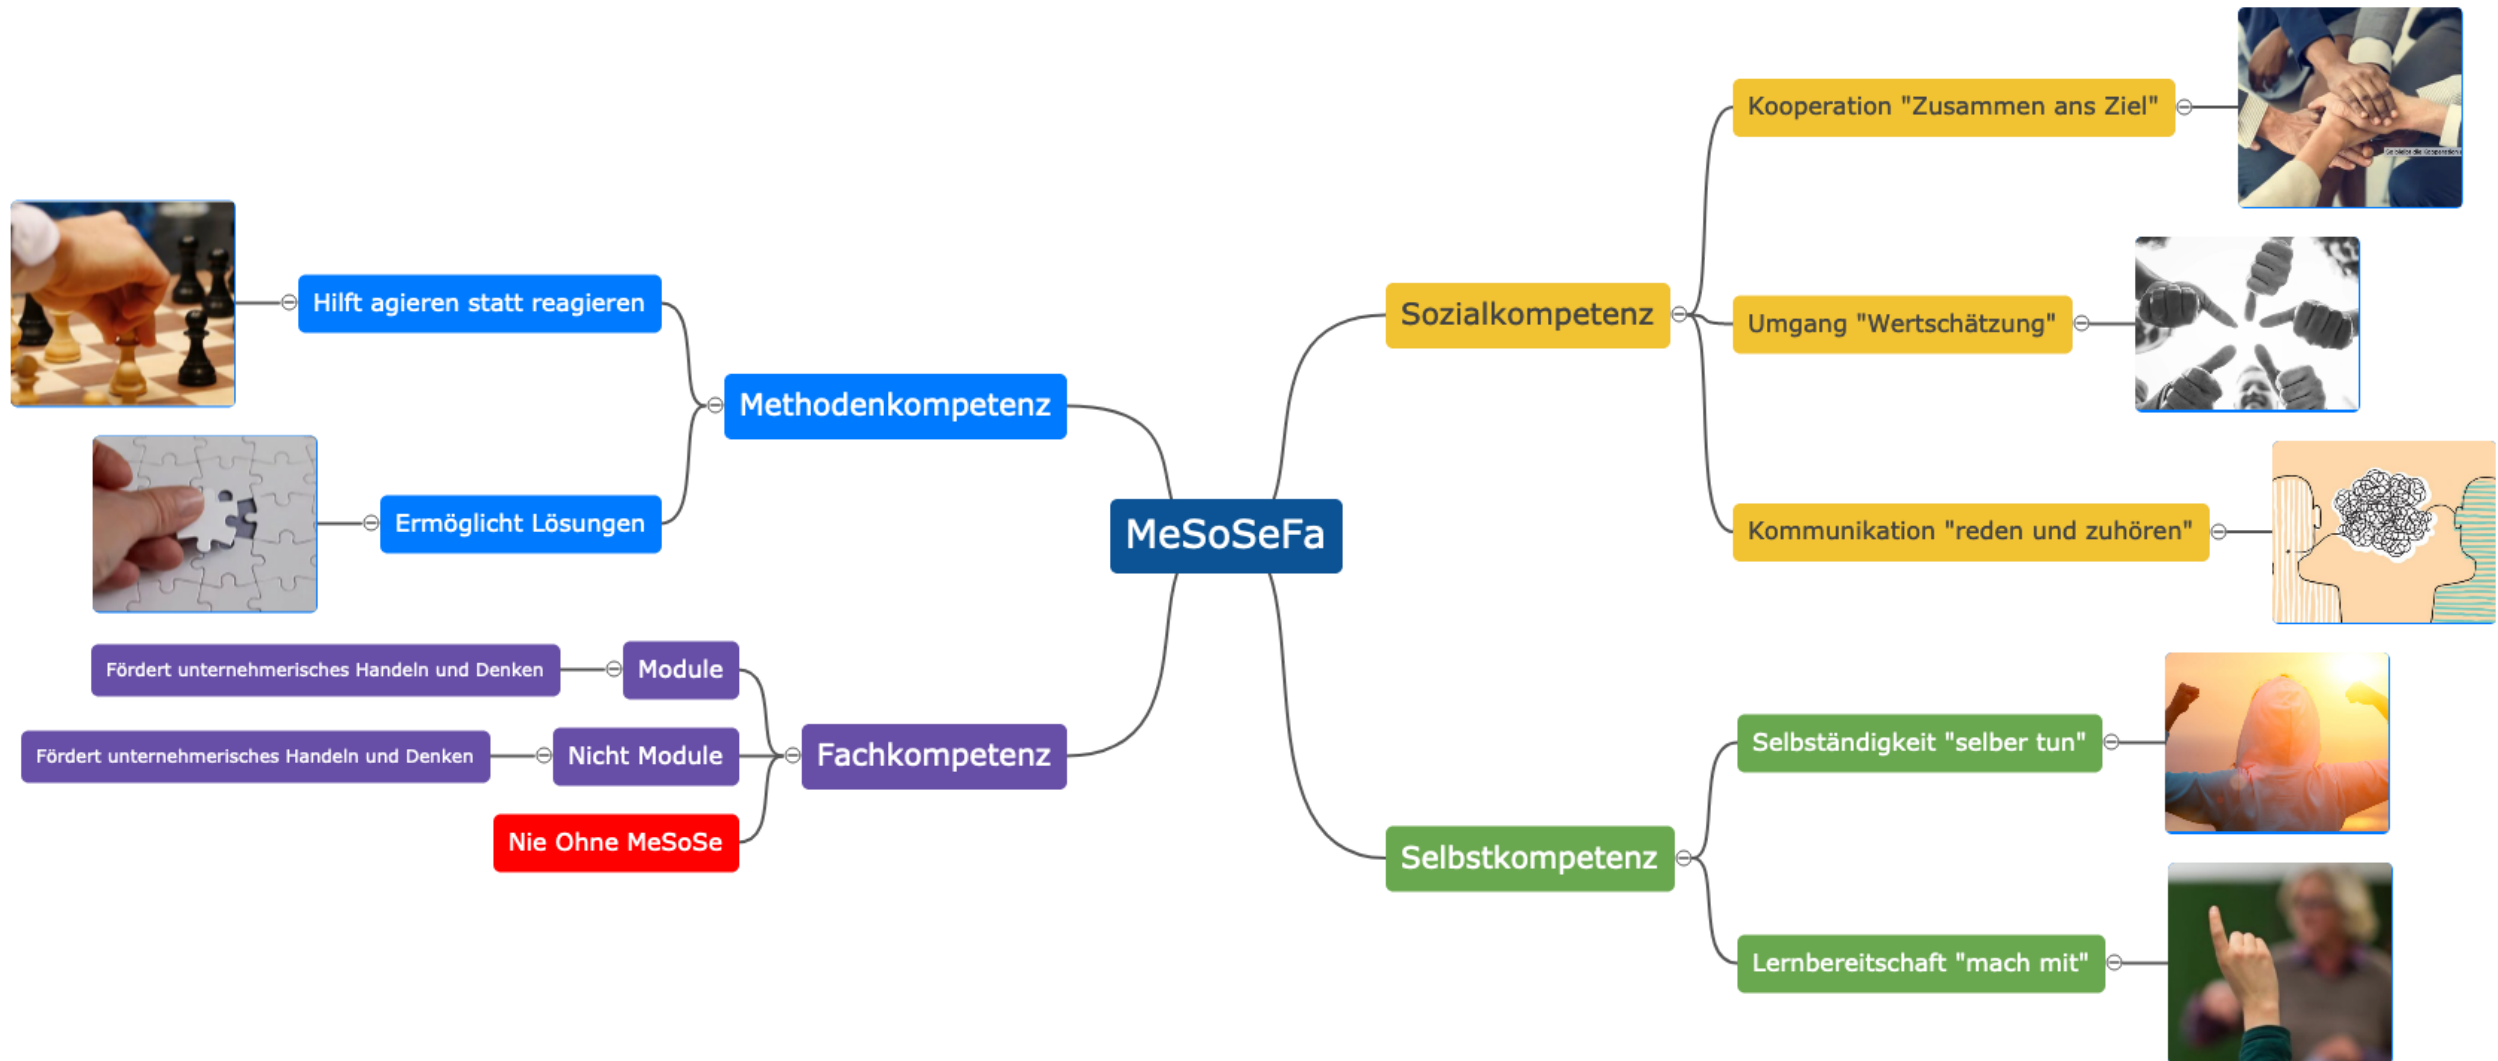 MeSoSeFa
Methodenkompetenz
Hilft agieren statt reagieren
Ermöglicht Lösungen
Fachkompetenz
Module
Fördert unternehmerisches Handeln und Denken
Nicht Module
Fördert unternehmerisches Handeln und Denken
Nie Ohne MeSoSe
Sozialkompetenz
Kooperation "Zusammen ans Ziel"
Umgang "Wertschätzung"
Kommunikation "reden und zuhören"
Selbstkompetenz
Selbständigkeit "selber tun"
Lernbereitschaft "mach mit"